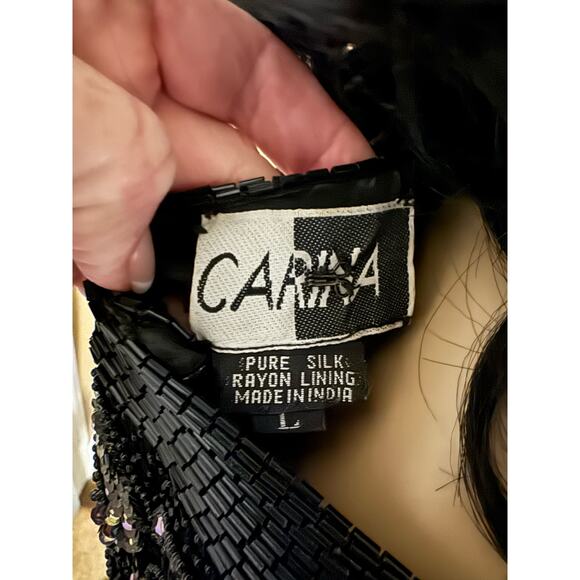 CARINA
PURE SILK
RAYON LINING
MADE IN INDIA
L